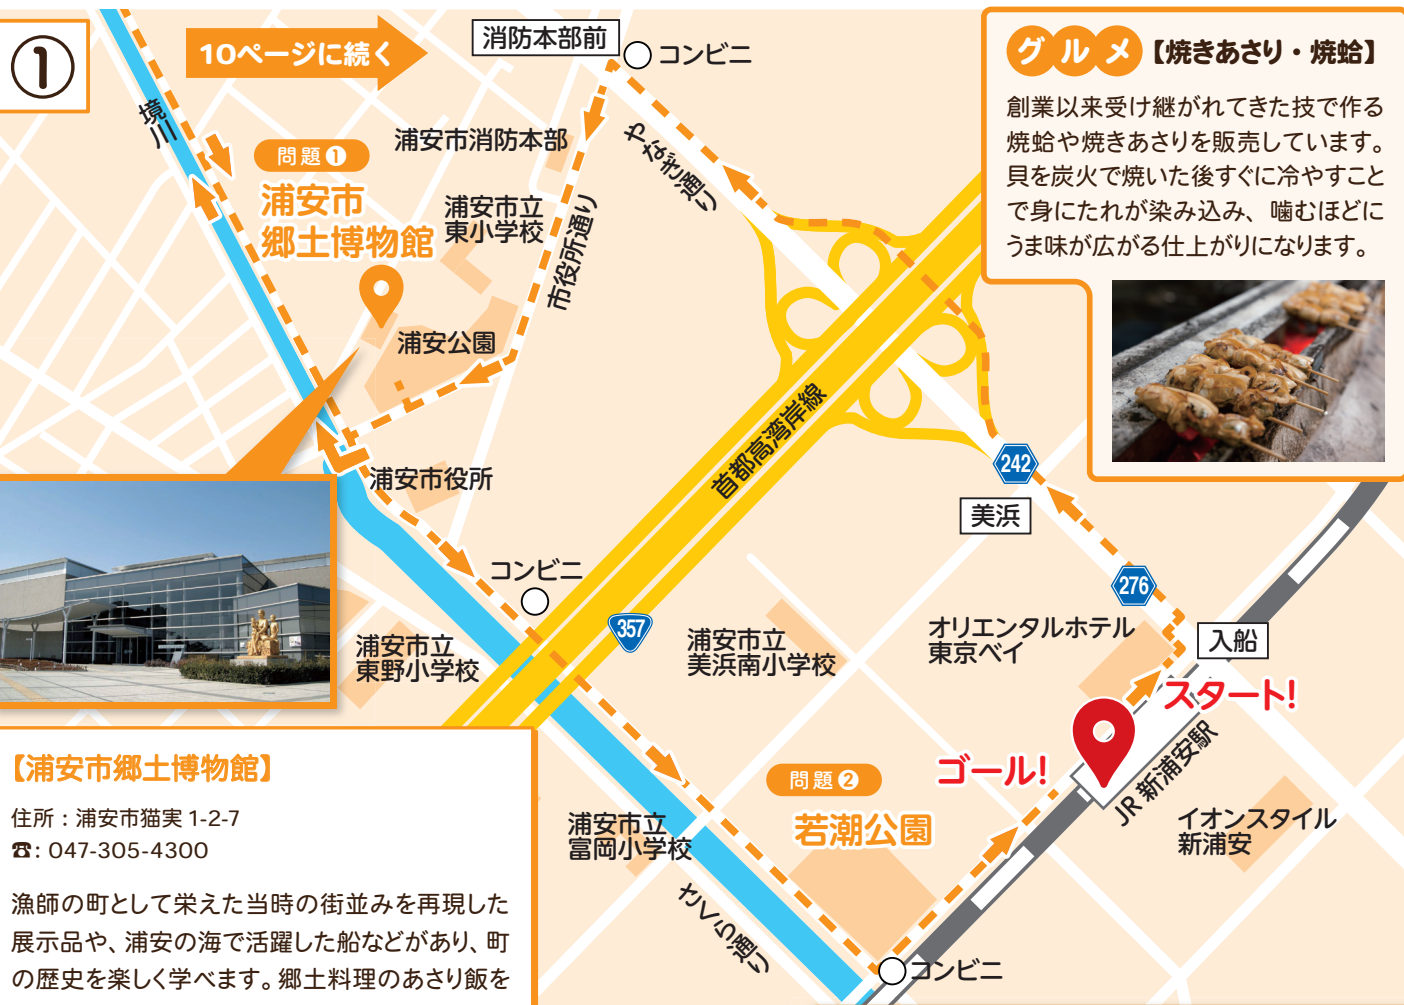 ①
10ページに続く
消防本部前
コンビニ
境川
浦安市消防本部
やなぎ通り
問題❶
浦安市
郷土博物館
浦安市立
東小学校
市役所通り
浦安公園
グルメ【焼きあさり・焼蛤】
創業以来受け継がれてきた技で作る
焼蛤や焼きあさりを販売しています。
貝を炭火で焼いた後すぐに冷やすこと
で身にたれが染み込み、噛むほどに
うま味が広がる仕上がりになります。
首都高湾岸線
242
浦安市役所
美浜
コンビニ
276
357
浦安市立
東野小学校
浦安市立
美浜南小学校
オリエンタルホテル
東京ベイ
入船
スタート!
ゴール!
JR 新浦安駅
イオンスタイル
新浦安
問題❷
若潮公園
浦安市立
富岡小学校
さくら通り
コンビニ
【浦安市郷土博物館】
住所：浦安市猫実 1-2-7
☎: 047-305-4300
漁師の町として栄えた当時の街並みを再現した
展示品や、浦安の海で活躍した船などがあり、町
の歴史を楽しく学べます。郷土料理のあさり飯を